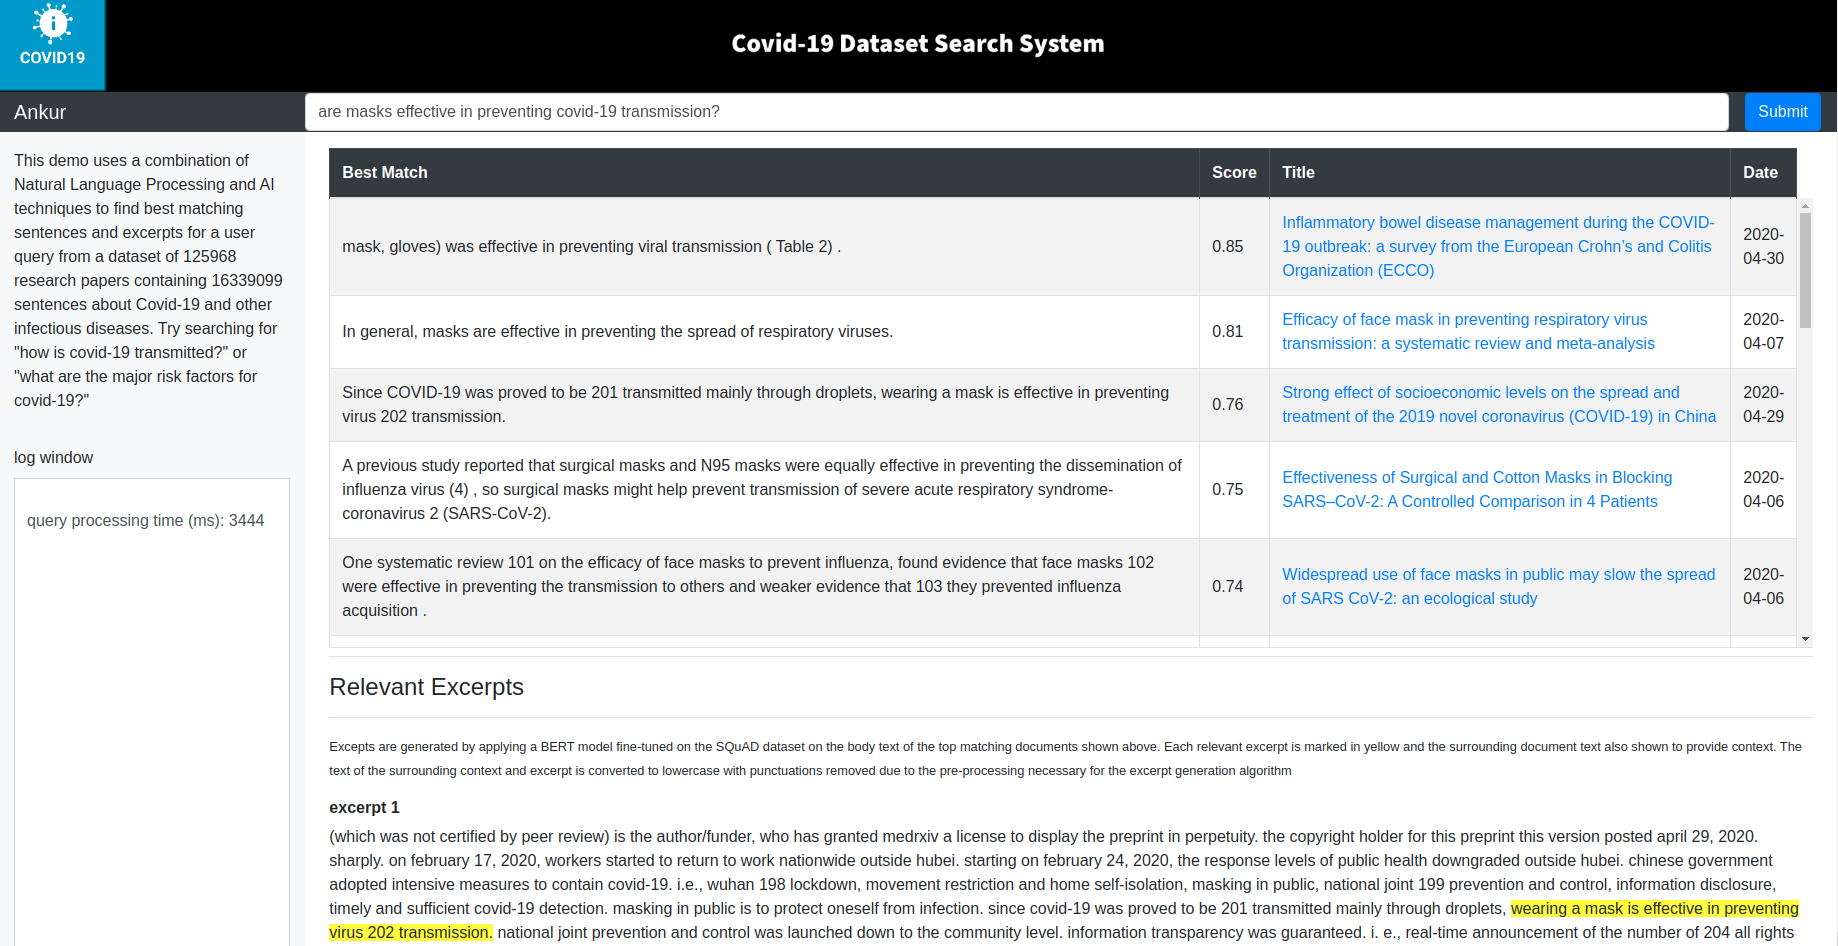 COVID19
Covid-19 Dataset Search System
Ankur
are masks effective in preventing covid-19 transmission?
Submit
This demo uses a combination of
Natural Language Processing and AI
techniques to find best matching
sentences and excerpts for a user
query from a dataset of 125968
research papers containing 16339099
sentences about Covid-19 and other
infectious diseases. Try searching for
"how is covid-19 transmitted?" or
"what are the major risk factors for
covid-19?"
log window
query processing time (ms): 3444
Best Match
Score
Title
Date
mask, gloves) was effective in preventing viral transmission ( Table 2) .
0.85
Inflammatory bowel disease management during the COVID-
19 outbreak: a survey from the European Crohn's and Colitis
Organization (ECCO)
2020-
04-30
In general, masks are effective in preventing the spread of respiratory viruses.
0.81
Efficacy of face mask in preventing respiratory virus
transmission: a systematic review and meta-analysis
2020-
04-07
Since COVID-19 was proved to be 201 transmitted mainly through droplets, wearing a mask is effective in preventing
virus 202 transmission.
0.76
Strong effect of socioeconomic levels on the spread and
treatment of the 2019 novel coronavirus (COVID-19) in China
2020-
04-29
A previous study reported that surgical masks and N95 masks were equally effective in preventing the dissemination of
influenza virus (4) , so surgical masks might help prevent transmission of severe acute respiratory syndrome-
coronavirus 2 (SARS-CoV-2).
0.75
Effectiveness of Surgical and Cotton Masks in Blocking
SARS–CoV-2: A Controlled Comparison in 4 Patients
2020-
04-06
One systematic review 101 on the efficacy of face masks to prevent influenza, found evidence that face masks 102
were effective in preventing the transmission to others and weaker evidence that 103 they prevented influenza
acquisition .
0.74
Widespread use of face masks in public may slow the spread
of SARS CoV-2: an ecological study
2020-
04-06
Relevant Excerpts
Excepts are generated by applying a BERT model fine-tuned on the SQuAD dataset on the body text of the top matching documents shown above. Each relevant excerpt is marked in yellow and the surrounding document text also shown to provide context. The
text of the surrounding context and excerpt is converted to lowercase with punctuations removed due to the pre-processing necessary for the excerpt generation algorithm
excerpt 1
(which was not certified by peer review) is the author/funder, who has granted medrxiv a license to display the preprint in perpetuity. the copyright holder for this preprint this version posted april 29, 2020.
sharply. on february 17, 2020, workers started to return to work nationwide outside hubei. starting on february 24, 2020, the response levels of public health downgraded outside hubei. chinese government
adopted intensive measures to contain covid-19. i.e., wuhan 198 lockdown, movement restriction and home self-isolation, masking in public, national joint 199 prevention and control, information disclosure,
timely and sufficient covid-19 detection. masking in public is to protect oneself from infection. since covid-19 was proved to be 201 transmitted mainly through droplets, wearing a mask is effective in preventing
virus 202 transmission. national joint prevention and control was launched down to the community level. information transparency was guaranteed. i. e., real-time announcement of the number of 204 all rights